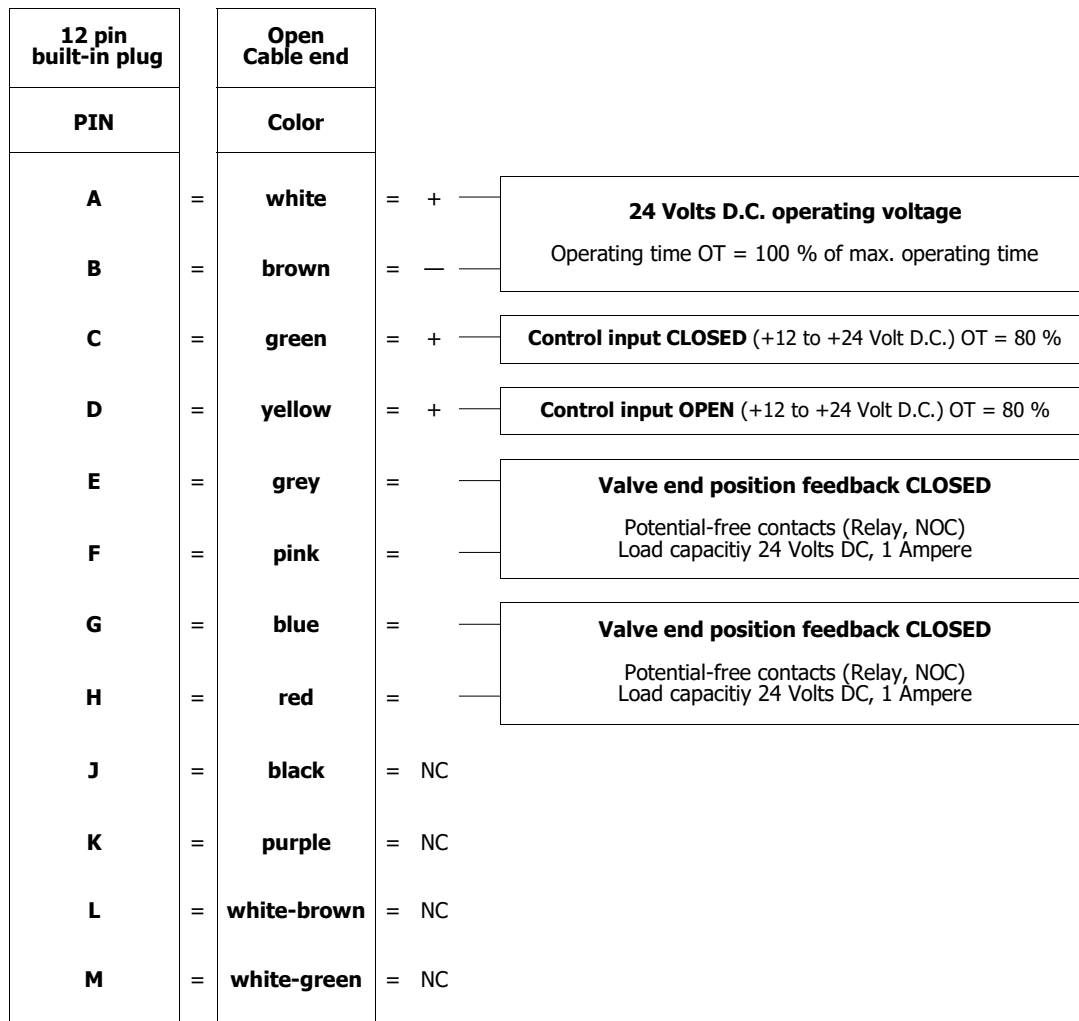 12 pin
built-in plug
Open
Cable end
PIN
Color
A = white = +
24 Volts D.C. operating voltage
Operating time OT = 100 % of max. operating time
B = brown = —
C = green = + Control input CLOSED (+12 to +24 Volt D.C.) OT = 80 %
D = yellow = + Control input OPEN (+12 to +24 Volt D.C.) OT = 80 %
E = grey = Valve end position feedback CLOSED
Potential-free contacts (Relay, NOC)
Load capacitiy 24 Volts DC, 1 Ampere
F = pink =
G = blue = Valve end position feedback CLOSED
Potential-free contacts (Relay, NOC)
Load capacitiy 24 Volts DC, 1 Ampere
H = red =
J = black = NC
K = purple = NC
L = white-brown = NC
M = white-green = NC